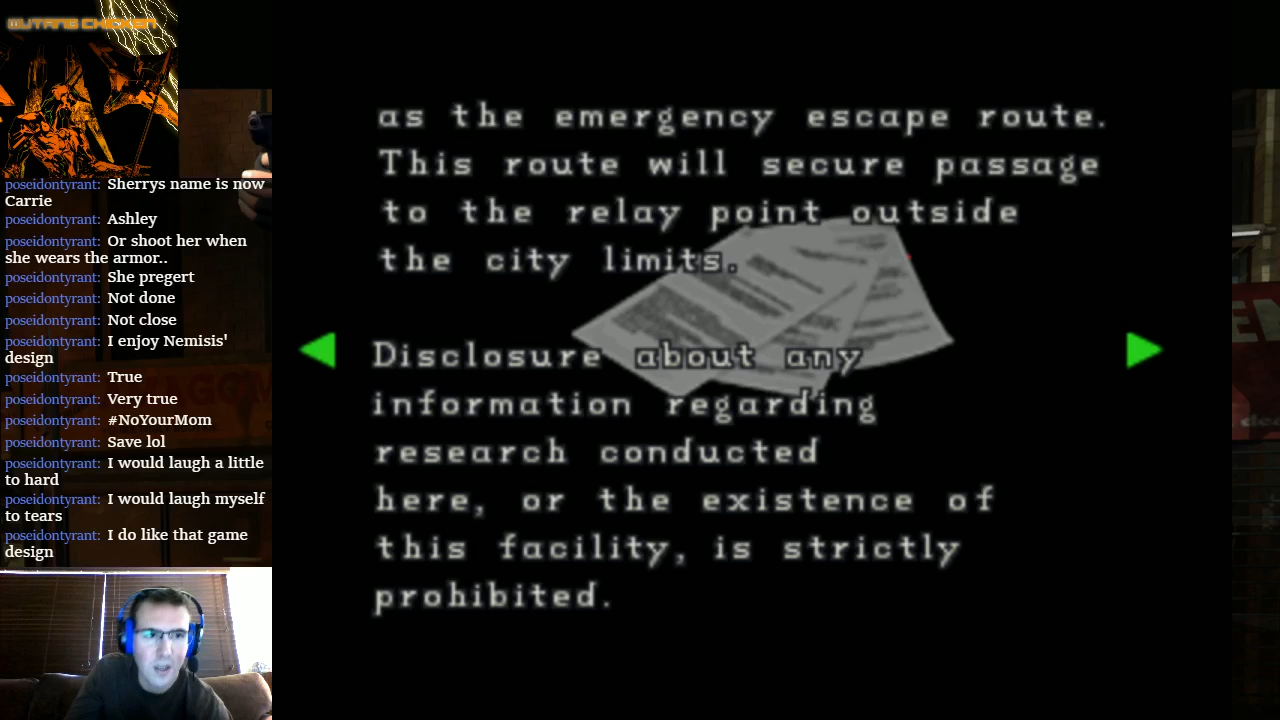 WUTANG CHICKEN
poseidontyrant: Sherrys name is now
Carrie
poseidontyrant: Ashley
poseidontyrant: Or shoot her when
she wears the armor..
poseidontyrant: She pregert
poseidontyrant: Not done
poseidontyrant: Not close
poseidontyrant: I enjoy Nemisis'
design
poseidontyrant: True
poseidontyrant: Very true
poseidontyrant: #NoYourMom
poseidontyrant: Save lol
poseidontyrant: I would laugh a little
to hard
poseidontyrant: I would laugh myself
to tears
poseidontyrant: I do like that game
design
as the emergency escape route.
This route will secure passage
to the relay point outside
the city limits.
Disclosure about any
information regarding
research conducted
here, or the existence of
this facility, is strictly
prohibited.